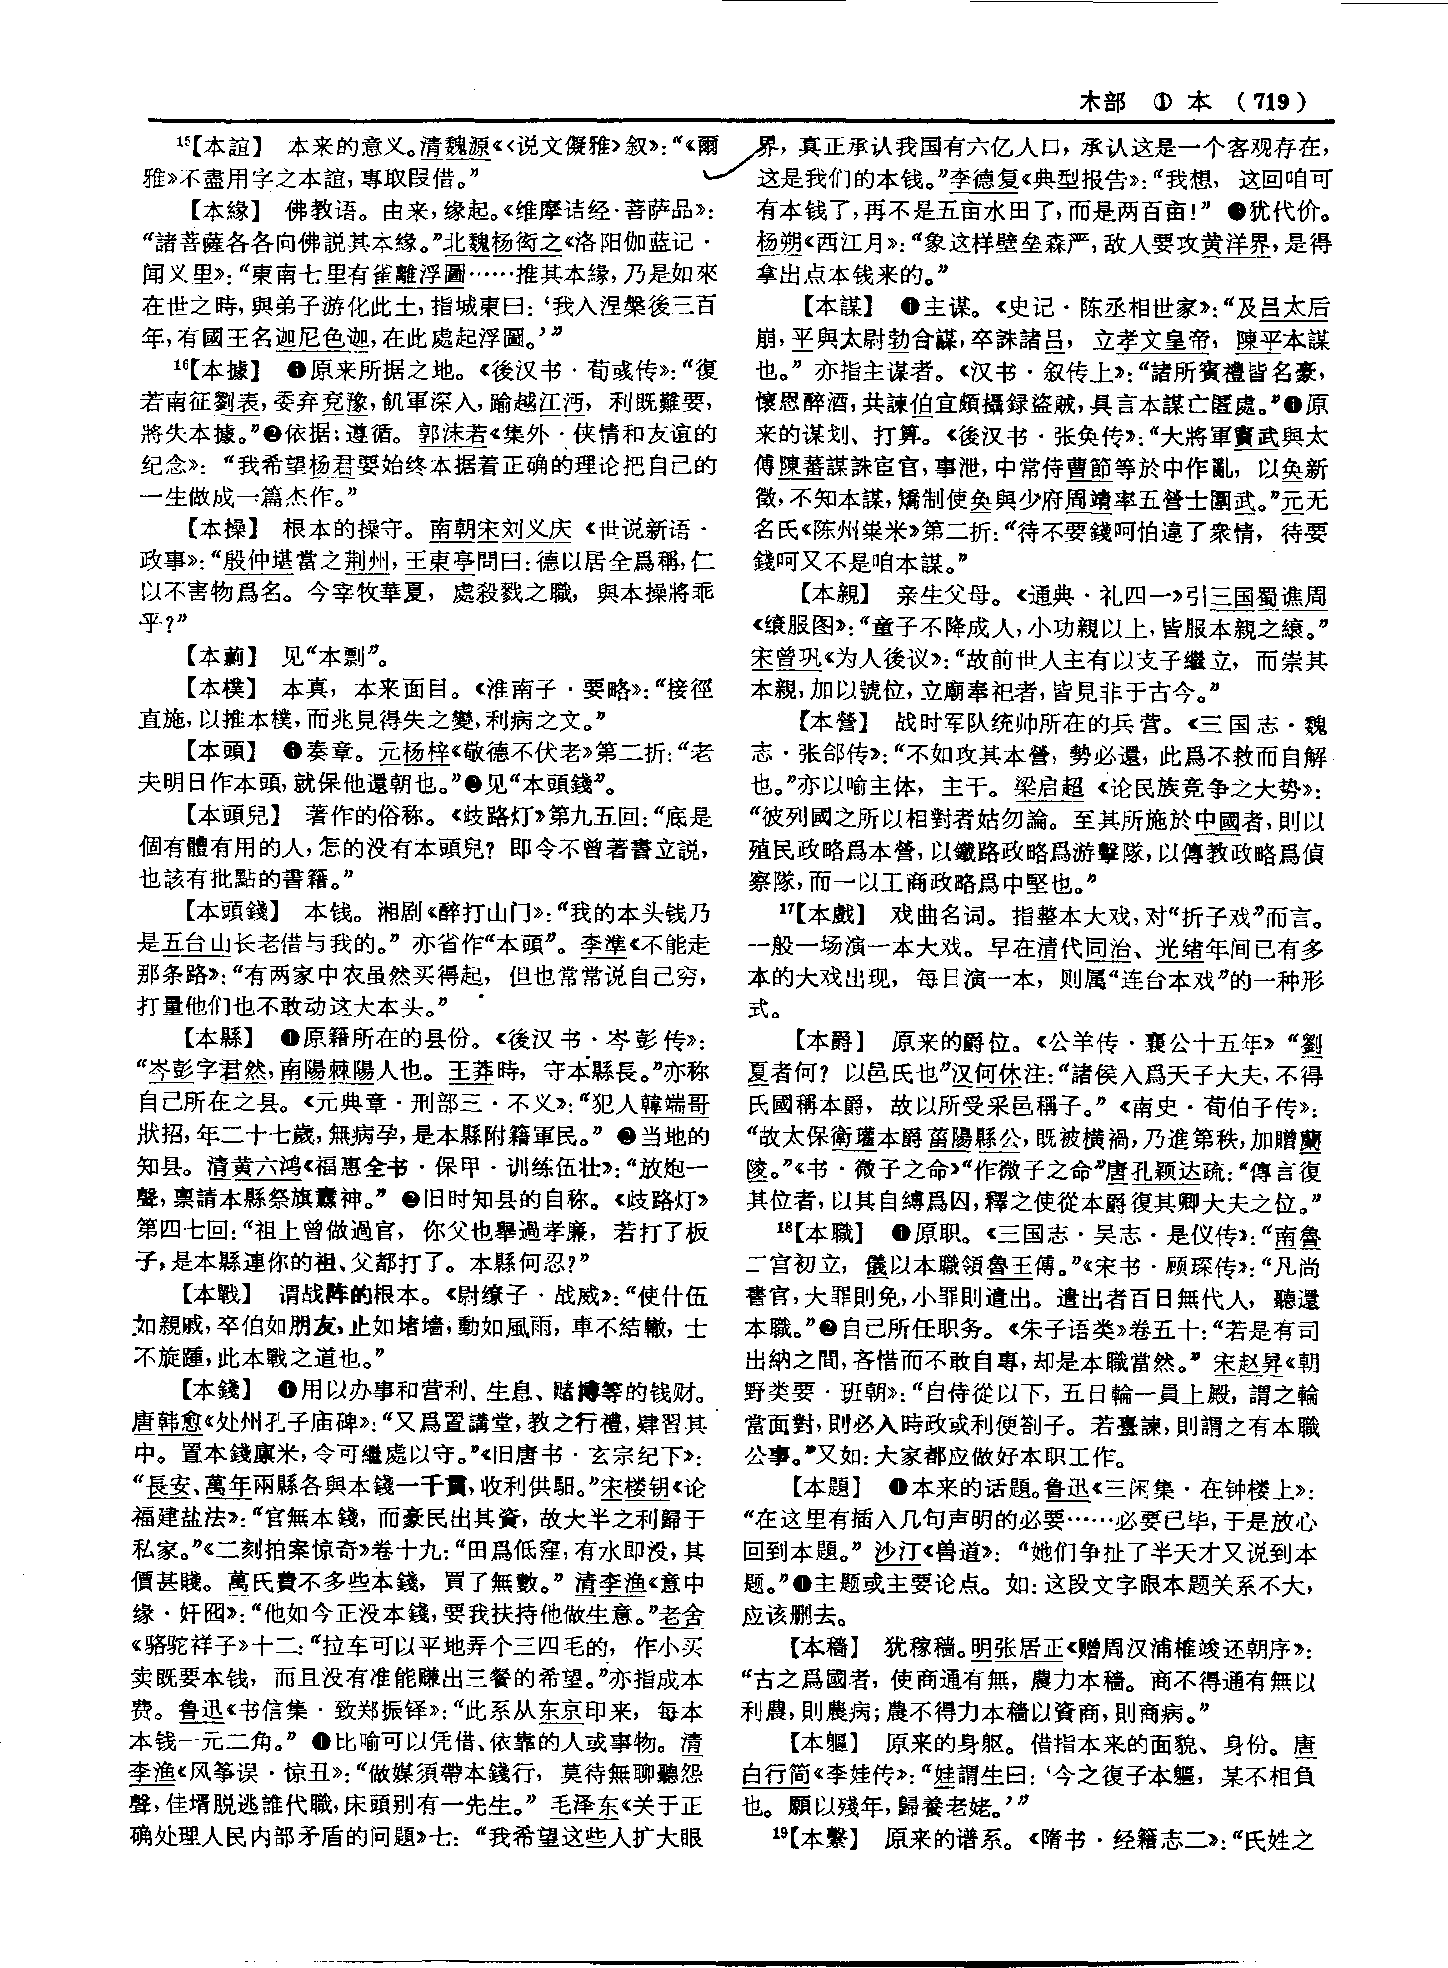 木部 ① 本 （719）
15【本誼】 本来的意义。清魏源《〈说文儗雅〉叙》：“《爾
雅》不盡用字之本誼，專取叚借。”
【本緣】 佛教语。由来，缘起。《维摩诘经·菩萨品》：
“諸菩薩各各向佛説其本緣。”北魏杨衒之《洛阳伽蓝记·
闻义里》：“東南七里有雀離浮圖……推其本緣，乃是如來
在世之時，與弟子游化此土，指城東曰：‘我入涅槃後三百
年，有國王名迦尼色迦，在此處起浮圖。’”
16【本據】 ❶原来所据之地。《後汉书·荀彧传》：“復
若南征劉表，委弃兗豫，飢軍深入，踰越江沔，利既難要，
將失本據。”❷依据；遵循。郭沫若《集外·侠情和友谊的
纪念》：“我希望杨君要始终本据着正确的理论把自己的
一生做成一篇杰作。”
【本操】 根本的操守。南朝宋刘义庆《世说新语·
政事》：“殷仲堪當之荆州，王東亭問曰：德以居全爲稱，仁
以不害物爲名。今宰牧華夏，處殺戮之職，與本操將乖
乎？”
【本薊】 见“本剽”。
【本樸】 本真，本来面目。《淮南子·要略》：“接徑
直施，以推本樸，而兆見得失之變，利病之文。”
【本頭】 ❶奏章。元杨梓《敬德不伏老》第二折：“老
夫明日作本頭，就保他還朝也。”❷见“本頭錢”。
【本頭兒】 著作的俗称。《歧路灯》第九五回：“底是
個有體有用的人，怎的没有本頭兒？即令不曾著書立説，
也該有批點的書籍。”
【本頭錢】 本钱。湘剧《醉打山门》：“我的本头钱乃
是五台山长老借与我的。”亦省作“本頭”。李準《不能走
那条路》：“有两家中农虽然买得起，但也常常说自己穷，
打量他们也不敢动这大本头。”
【本縣】 ❶原籍所在的县份。《後汉书·岑彭传》：
“岑彭字君然，南陽棘陽人也。王莽時，守本縣長。”亦称
自己所在之县。《元典章·刑部三·不义》：“犯人韓端哥
狀招，年二十七歲，無病孕，是本縣附籍軍民。”❷当地的
知县。清黄六鸿《福惠全书·保甲·训练伍壮》：“放炮一
聲，禀請本縣祭旗纛神。”❷旧时知县的自称。《歧路灯》
第四七回：“祖上曾做過官，你父也舉過孝廉，若打了板
子，是本縣連你的祖、父都打了。本縣何忍？”
【本戰】 谓战阵的根本。《尉缭子·战威》：“使什伍
如親戚，卒伯如朋友，止如堵墻，動如風雨，車不結轍，士
不旋踵，此本戰之道也。”
【本錢】 ❶用以办事和营利、生息、赌博等的钱财。
唐韩愈《处州孔子庙碑》：“又爲置講堂，教之行禮，肄習其
中。置本錢廪米，令可繼處以守。”《旧唐书·玄宗纪下》：
“長安、萬年兩縣各與本錢一千貫，收利供馹。”宋楼钥《论
福建盐法》：“官無本錢，而豪民出其資，故大半之利歸于
私家。”《二刻拍案惊奇》卷十九：“田爲低窪，有水即没，其
價甚賤。萬氏費不多些本錢，買了無數。”清李渔《意中
缘·奸囮》：“他如今正没本錢，要我扶持他做生意。”老舍
《骆驼祥子》十二：“拉车可以平地弄个三四毛的，作小买
卖既要本钱，而且没有准能赚出三餐的希望。”亦指成本
费。鲁迅《书信集·致郑振铎》：“此系从东京印来，每本
本钱一元二角。”❶比喻可以凭借、依靠的人或事物。清
李渔《风筝误·惊丑》：“做媒須帶本錢行，莫待無聊聽怨
聲，佳壻脱逃誰代職，床頭别有一先生。”毛泽东《关于正
确处理人民内部矛盾的问题》七：“我希望这些人扩大眼
界，真正承认我国有六亿人口，承认这是一个客观存在，
这是我们的本钱。”李德复《典型报告》：“我想，这回咱可
有本钱了，再不是五亩水田了，而是两百亩！”❸犹代价。
杨朔《西江月》：“象这样壁垒森严，敌人要攻黄洋界，是得
拿出点本钱来的。”
【本謀】 ❶主谋。《史记·陈丞相世家》：“及吕太后
崩，平與太尉勃合謀，卒誅諸吕，立孝文皇帝，陳平本謀
也。”亦指主谋者。《汉书·叙传上》：“諸所賓禮皆名豪，
懷恩醉酒，共諫伯宜頗攝録盗賊，具言本謀亡匿處。”❶原
来的谋划、打算。《後汉书·张奂传》：“大將軍竇武與太
傅陳蕃謀誅宦官，事泄，中常侍曹節等於中作亂，以奂新
徵，不知本謀，矯制使奂與少府周靖率五營士圍武。”元无
名氏《陈州粜米》第二折：“待不要錢呵怕違了衆情，待要
錢呵又不是咱本謀。”
【本親】 亲生父母。《通典·礼四一》引三国蜀谯周
《缞服图》：“童子不降成人，小功親以上，皆服本親之縗。”
宋曾巩《为人後议》：“故前世人主有以支子繼立，而崇其
本親，加以號位，立廟奉祀者，皆見非于古今。”
【本營】 战时军队统帅所在的兵营。《三国志·魏
志·张郃传》：“不如攻其本營，勢必還，此爲不救而自解
也。”亦以喻主体，主干。梁启超《论民族竞争之大势》：
“彼列國之所以相對者姑勿論。至其所施於中國者，則以
殖民政略爲本營，以鐵路政略爲游擊隊，以傳教政略爲偵
察隊，而一以工商政略爲中堅也。”
17【本戲】 戏曲名词。指整本大戏，对“折子戏”而言。
一般一场演一本大戏。早在清代同治、光绪年间已有多
本的大戏出现，每日演一本，则属“连台本戏”的一种形
式。
【本爵】 原来的爵位。《公羊传·襄公十五年》“劉
夏者何？以邑氏也”汉何休注：“諸侯入爲天子大夫，不得
氏國稱本爵，故以所受采邑稱子。”《南史·荀伯子传》：
“故太保衛瓘本爵菑陽縣公，既被横禍，乃進第秩，加贈蘭
陵。”《书·微子之命》“作微子之命”唐孔颖达疏：“傳言復
其位者，以其自縛爲囚，釋之使從本爵復其卿大夫之位。”
18【本職】 ❶原职。《三国志·吴志·是仪传》：“南魯
二宫初立，儀以本職領魯王傅。”《宋书·顾琛传》：“凡尚
書官，大罪則免，小罪則遣出。遣出者百日無代人，聽還
本職。”❷自己所任职务。《朱子语类》卷五十：“若是有司
出納之間，吝惜而不敢自專，却是本職當然。”宋赵昇《朝
野类要·班朝》：“自侍從以下，五日輪一員上殿，謂之輪
當面對，則必入時政或利便劄子。若臺諫，則謂之有本職
公事。”又如：大家都应做好本职工作。
【本題】 ❶本来的话题。鲁迅《三闲集·在钟楼上》：
“在这里有插入几句声明的必要……必要已毕，于是放心
回到本题。”沙汀《兽道》：“她们争扯了半天才又说到本
题。”❶主题或主要论点。如：这段文字跟本题关系不大，
应该删去。
【本穡】 犹稼穑。明张居正《赠周汉浦榷竣还朝序》：
“古之爲國者，使商通有無，農力本穡。商不得通有無以
利農，則農病；農不得力本穡以資商，則商病。”
【本軀】 原来的身躯。借指本来的面貌、身份。唐
白行简《李娃传》：“娃謂生曰：‘今之復子本軀，某不相負
也。願以殘年，歸養老姥。’”
19【本繫】 原来的谱系。《隋书·经籍志二》：“氏姓之